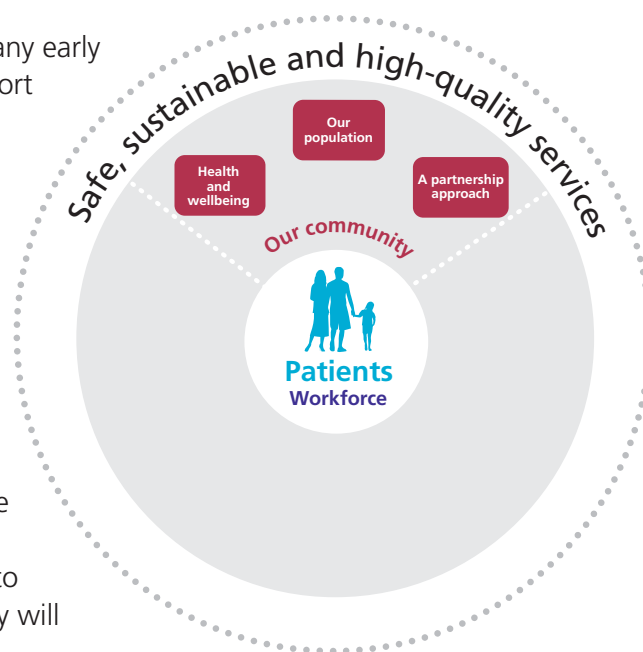 any early
ort
Safe, sustainable and high-quality services
Our
population
Health
and
wellbeing
A partnership
approach
Our community
Patients
Workforce
e
to
y will